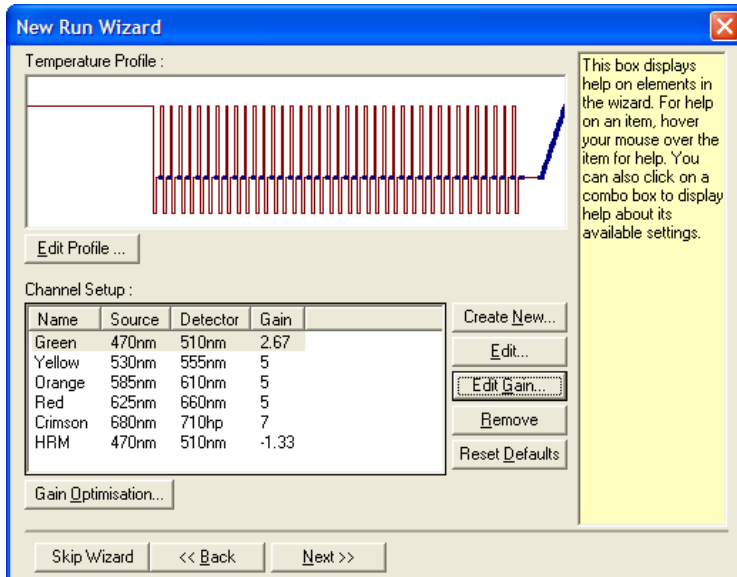 New Run Wizard
Temperature Profile :
This box displays
help on elements in
the wizard. For help
on an item, hover
your mouse over the
item for help. You
can also click on a
combo box to display
help about its
available settings.
Edit Profile ...
Channel Setup :
Name Source Detector Gain
Green 470nm 510nm 2.67
Yellow 530nm 555nm 5
Orange 585nm 610nm 5
Red 625nm 660nm 5
Crimson 680nm 710hp 7
HRM 470nm 510nm -1.33
Create New...
Edit...
Edit Gain...
Remove
Reset Defaults
Gain Optimisation...
Skip Wizard << Back Next >>